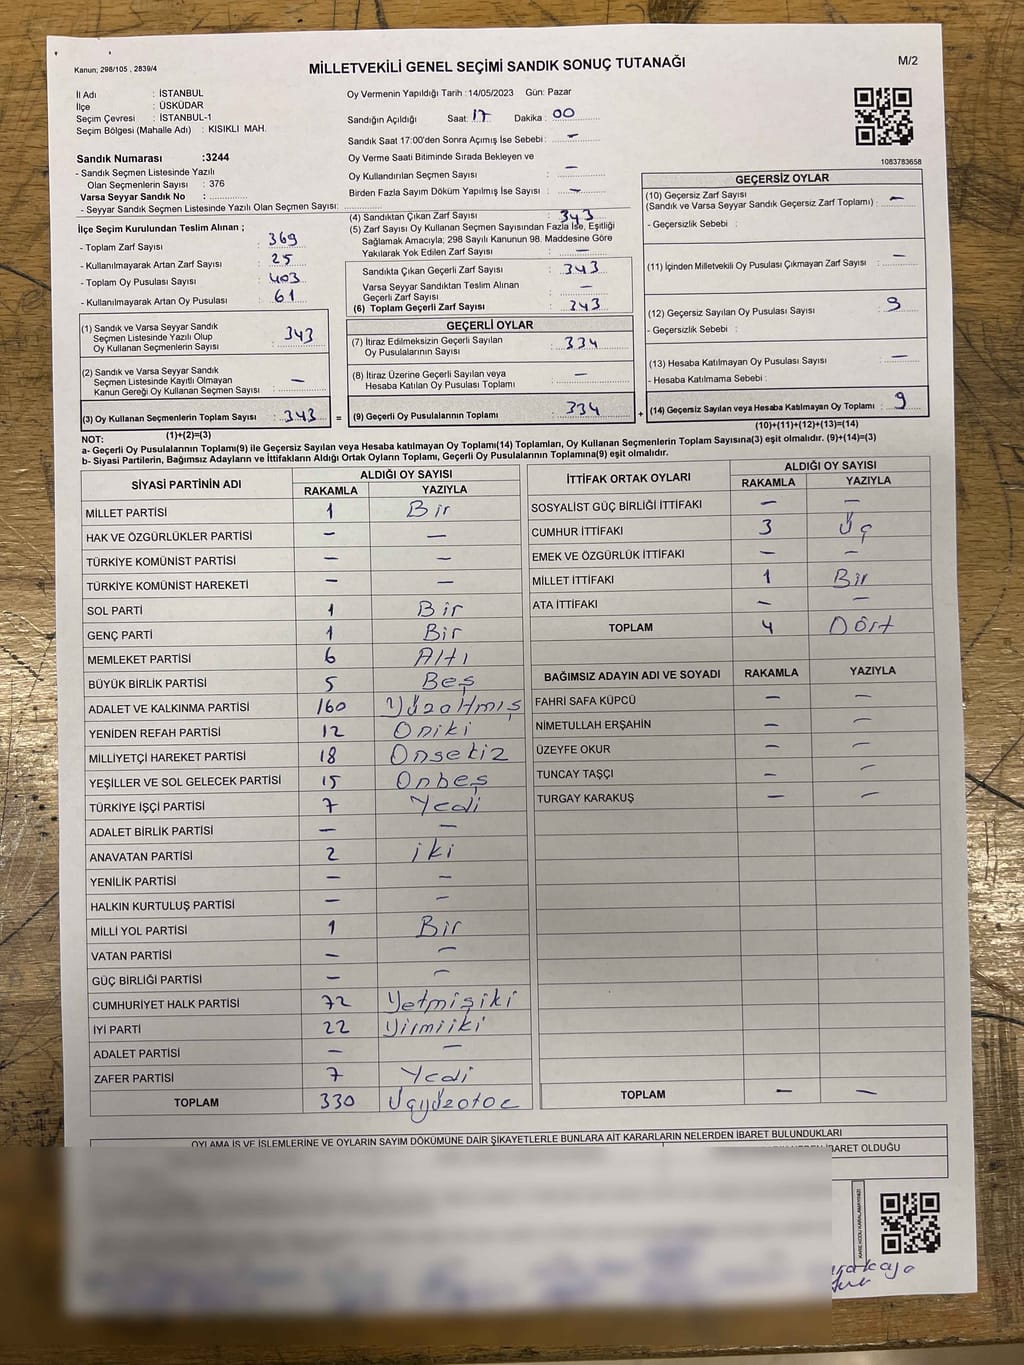 Kanun; 298/105 , 2839/4
MİLLETVEKİLİ GENEL SEÇİMİ SANDIK SONUÇ TUTANAĞI
M/2
İl Adı : İSTANBUL
İlçe : ÜSKÜDAR
Seçim Çevresi : İSTANBUL-1
Seçim Bölgesi (Mahalle Adı) : KISIKLI MAH.
Sandık Numarası :3244
- Sandık Seçmen Listesinde Yazılı
Olan Seçmenlerin Sayısı : 376
Varsa Seyyar Sandık No :
- Seyyar Sandık Seçmen Listesinde Yazılı Olan Seçmen Sayısı:
Oy Vermenin Yapıldığı Tarih :14/05/2023 Gün: Pazar
Sandığın Açıldığı Saat: 17 Dakika : 00
Sandık Saat 17:00'den Sonra Açımış İse Sebebi : —
Oy Verme Saati Bitiminde Sırada Bekleyen ve
Oy Kullandırılan Seçmen Sayısı : —
Birden Fazla Sayım Döküm Yapılmış İse Sayısı : —
1083783658
İlçe Seçim Kurulundan Teslim Alınan ;
- Toplam Zarf Sayısı : 369
- Kullanılmayarak Artan Zarf Sayısı : 25
- Toplam Oy Pusulası Sayısı : 403
- Kullanılmayarak Artan Oy Pusulası : 61
(1) Sandık ve Varsa Seyyar Sandık
Seçmen Listesinde Yazılı Olup
Oy Kullanan Seçmenlerin Sayısı : 343
(2) Sandık ve Varsa Seyyar Sandık
Seçmen Listesinde Kayıtlı Olmayan
Kanun Gereği Oy Kullanan Seçmen Sayısı : —
(3) Oy Kullanan Seçmenlerin Toplam Sayısı : 343 =
(1)+(2)=(3)
(4) Sandıktan Çıkan Zarf Sayısı : 343
(5) Zarf Sayısı Oy Kullanan Seçmen Sayısından Fazla İse, Eşitliği
Sağlamak Amacıyla; 298 Sayılı Kanunun 98. Maddesine Göre
Yakılarak Yok Edilen Zarf Sayısı : —
Sandıkta Çıkan Geçerli Zarf Sayısı : 343
Varsa Seyyar Sandıktan Teslim Alınan
Geçerli Zarf Sayısı : —
(6) Toplam Geçerli Zarf Sayısı : 343
GEÇERLİ OYLAR
(7) İtiraz Edilmeksizin Geçerli Sayılan
Oy Pusulalarının Sayısı : 334
(8) İtiraz Üzerine Geçerli Sayılan veya
Hesaba Katılan Oy Pusulası Toplamı : —
(9) Geçerli Oy Pusulalarının Toplamı : 334 +
GEÇERSİZ OYLAR
(10) Geçersiz Zarf Sayısı
(Sandık ve Varsa Seyyar Sandık Geçersiz Zarf Toplamı) : —
- Geçersizlik Sebebi :
(11) İçinden Milletvekili Oy Pusulası Çıkmayan Zarf Sayısı : —
(12) Geçersiz Sayılan Oy Pusulası Sayısı : 9
- Geçersizlik Sebebi :
(13) Hesaba Katılmayan Oy Pusulası Sayısı : —
- Hesaba Katılmama Sebebi :
(14) Geçersiz Sayılan veya Hesaba Katılmayan Oy Toplamı : 9
(10)+(11)+(12)+(13)=(14)
NOT:
a- Geçerli Oy Pusulalarının Toplamı(9) ile Geçersiz Sayılan veya Hesaba katılmayan Oy Toplamı(14) Toplamları, Oy Kullanan Seçmenlerin Toplam Sayısına(3) eşit olmalıdır. (9)+(14)=(3)
b- Siyasi Partilerin, Bağımsız Adayların ve İttifakların Aldığı Ortak Oyların Toplamı, Geçerli Oy Pusulalarının Toplamına(9) eşit olmalıdır.
SİYASİ PARTİNİN ADI ALDIĞI OY SAYISI
RAKAMLA YAZIYLA
MİLLET PARTİSİ 1 Bir
HAK VE ÖZGÜRLÜKLER PARTİSİ — —
TÜRKİYE KOMÜNİST PARTİSİ — —
TÜRKİYE KOMÜNİST HAREKETİ — —
SOL PARTİ 1 Bir
GENÇ PARTİ 1 Bir
MEMLEKET PARTİSİ 6 Altı
BÜYÜK BİRLİK PARTİSİ 5 Beş
ADALET VE KALKINMA PARTİSİ 160 Yüzaltmış
YENİDEN REFAH PARTİSİ 12 Oniki
MİLLİYETÇİ HAREKET PARTİSİ 18 Onsekiz
YEŞİLLER VE SOL GELECEK PARTİSİ 15 Onbeş
TÜRKİYE İŞÇİ PARTİSİ 7 Yedi
ADALET BİRLİK PARTİSİ — —
ANAVATAN PARTİSİ 2 iki
YENİLİK PARTİSİ — —
HALKIN KURTULUŞ PARTİSİ — —
MİLLİ YOL PARTİSİ 1 Bir
VATAN PARTİSİ — —
GÜÇ BİRLİĞİ PARTİSİ — —
CUMHURİYET HALK PARTİSİ 72 Yetmişiki
İYİ PARTİ 22 Yirmiiki
ADALET PARTİSİ — —
ZAFER PARTİSİ 7 Yedi
TOPLAM 330 Üçyüzotuz
İTTİFAK ORTAK OYLARI ALDIĞI OY SAYISI
RAKAMLA YAZIYLA
SOSYALİST GÜÇ BİRLİĞİ İTTİFAKI — —
CUMHUR İTTİFAKI 3 Üç
EMEK VE ÖZGÜRLÜK İTTİFAKI — —
MİLLET İTTİFAKI 1 Bir
ATA İTTİFAKI — —
TOPLAM 4 Dört
BAĞIMSIZ ADAYIN ADI VE SOYADI RAKAMLA YAZIYLA
FAHRİ SAFA KÜPCÜ — —
NİMETULLAH ERŞAHİN — —
ÜZEYFE OKUR — —
TUNCAY TAŞÇI — —
TURGAY KARAKUŞ — —
TOPLAM — —
OYLAMA İŞ VE İŞLEMLERİNE VE OYLARIN SAYIM DÖKÜMÜNE DAİR ŞİKAYETLERLE BUNLARA AİT KARARLARIN NELERDEN İBARET BULUNDUKLARI
İBARET OLDUĞU
KARE KODU KARALAMAYINIZ!